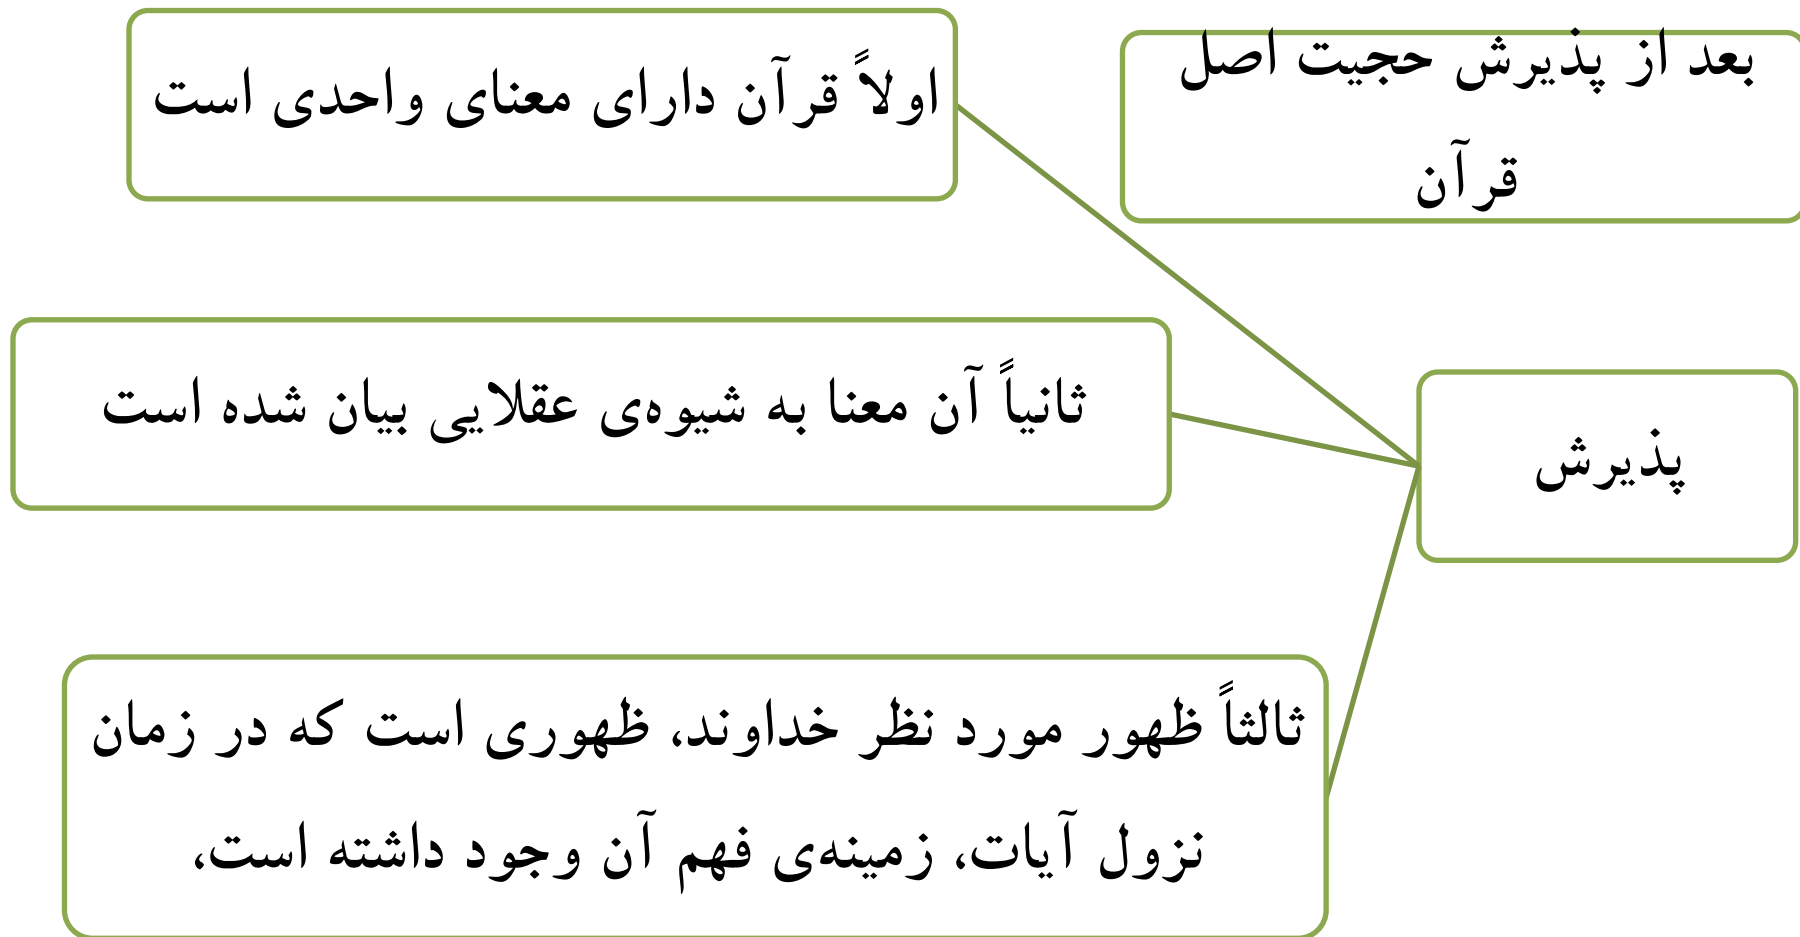 بعد از پذیرش حجیت اصل
قرآن
پذیرش
اولاً قرآن دارای معنای واحدی است
ثانیاً آن معنا به شیوه‌ی عقلایی بیان شده است
ثالثاً ظهور مورد نظر خداوند، ظهوری است که در زمان
نزول آیات، زمینه‌ی فهم آن وجود داشته است،